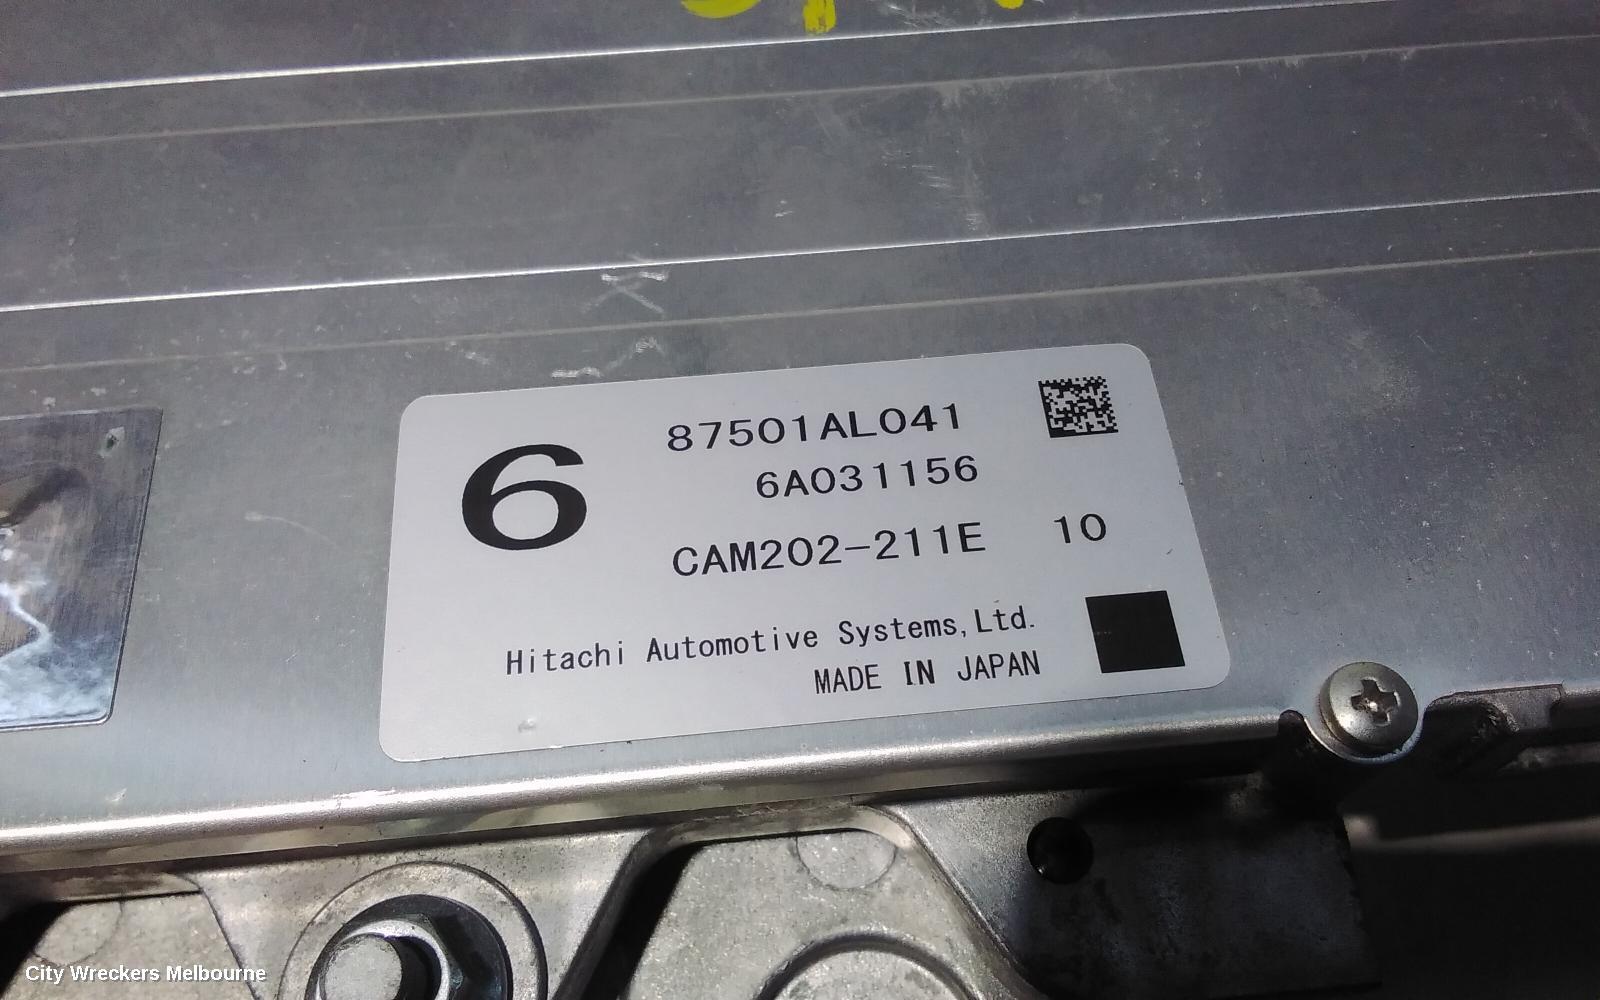 6
87501AL041
6A031156
CAM202-211E 10
Hitachi Automotive Systems,Ltd.
MADE IN JAPAN
City Wreckers Melbourne